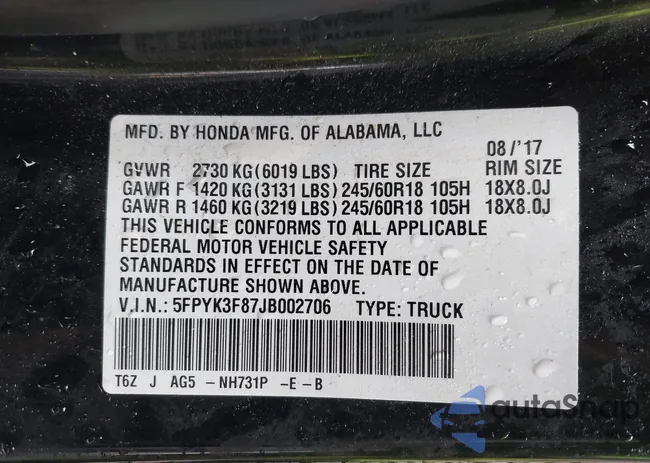 MFD. BY HONDA MFG. OF ALABAMA, LLC
08/'17
GVWR 2730 KG(6019 LBS) TIRE SIZE RIM SIZE
GAWR F 1420 KG(3131 LBS) 245/60R18 105H 18X8.0J
GAWR R 1460 KG(3219 LBS) 245/60R18 105H 18X8.0J
THIS VEHICLE CONFORMS TO ALL APPLICABLE
FEDERAL MOTOR VEHICLE SAFETY
STANDARDS IN EFFECT ON THE DATE OF
MANUFACTURE SHOWN ABOVE.
V.I.N.: 5FPYK3F87JB002706 TYPE: TRUCK
T6Z J AG5 - NH731P - E - B
autoSnap